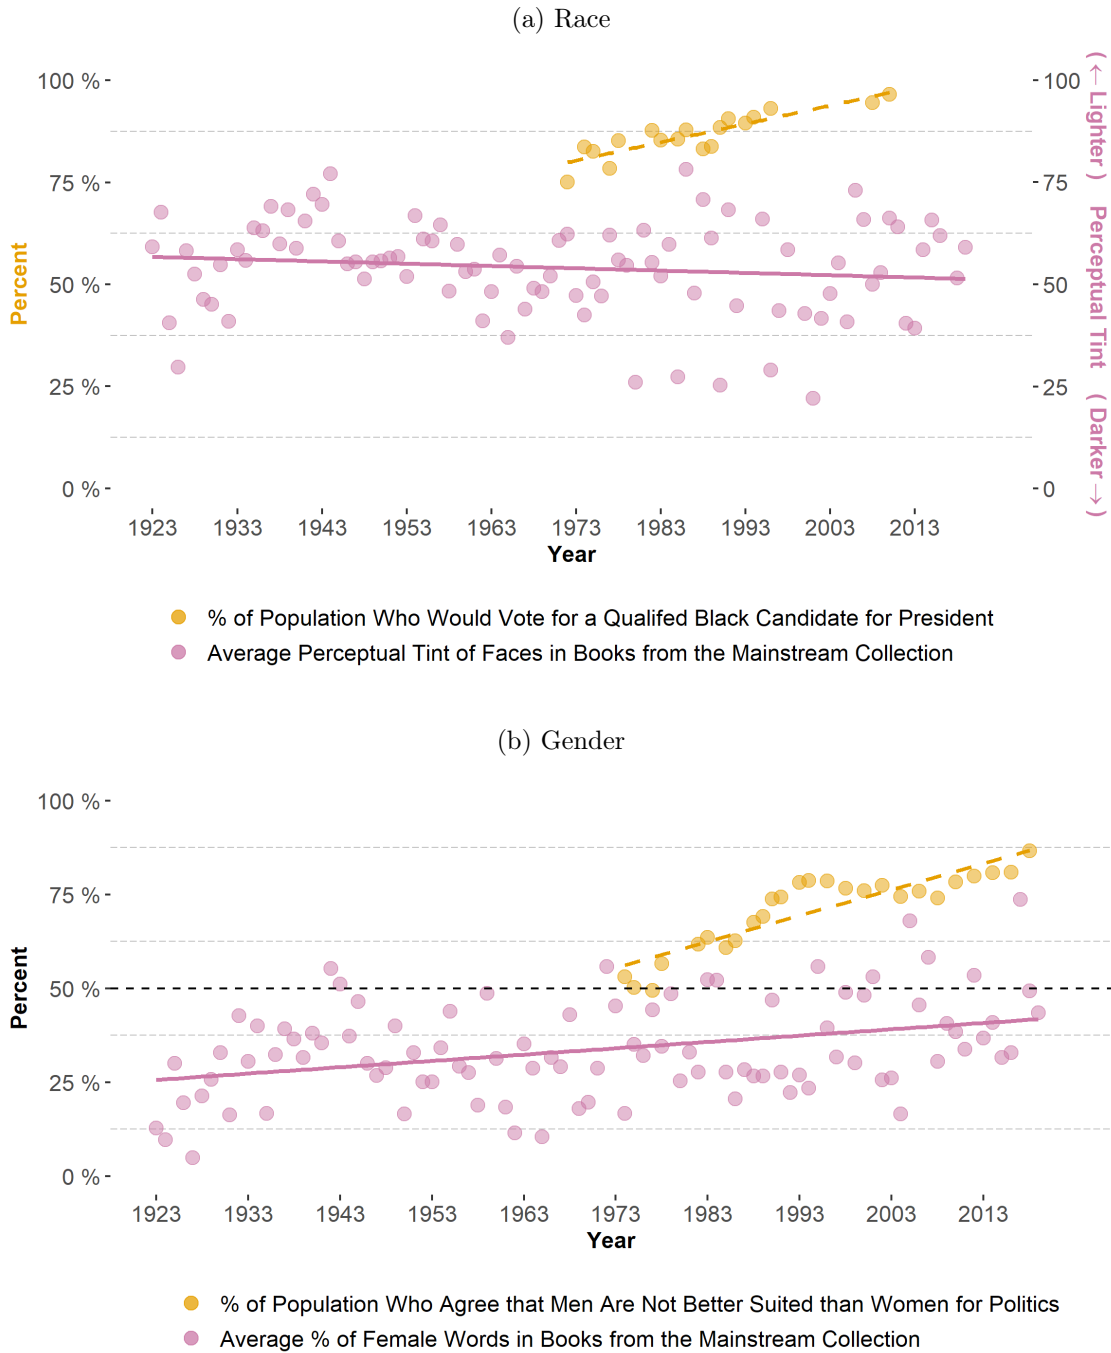 (a) Race
100 %
75 %
50 %
25 %
0 %
Percent
100
75
50
25
0
(← Lighter ) Perceptual Tint ( Darker →)
1923 1933 1943 1953 1963 1973 1983 1993 2003 2013
Year
% of Population Who Would Vote for a Qualifed Black Candidate for President
Average Perceptual Tint of Faces in Books from the Mainstream Collection
(b) Gender
100 %
75 %
50 %
25 %
0 %
Percent
1923 1933 1943 1953 1963 1973 1983 1993 2003 2013
Year
% of Population Who Agree that Men Are Not Better Suited than Women for Politics
Average % of Female Words in Books from the Mainstream Collection